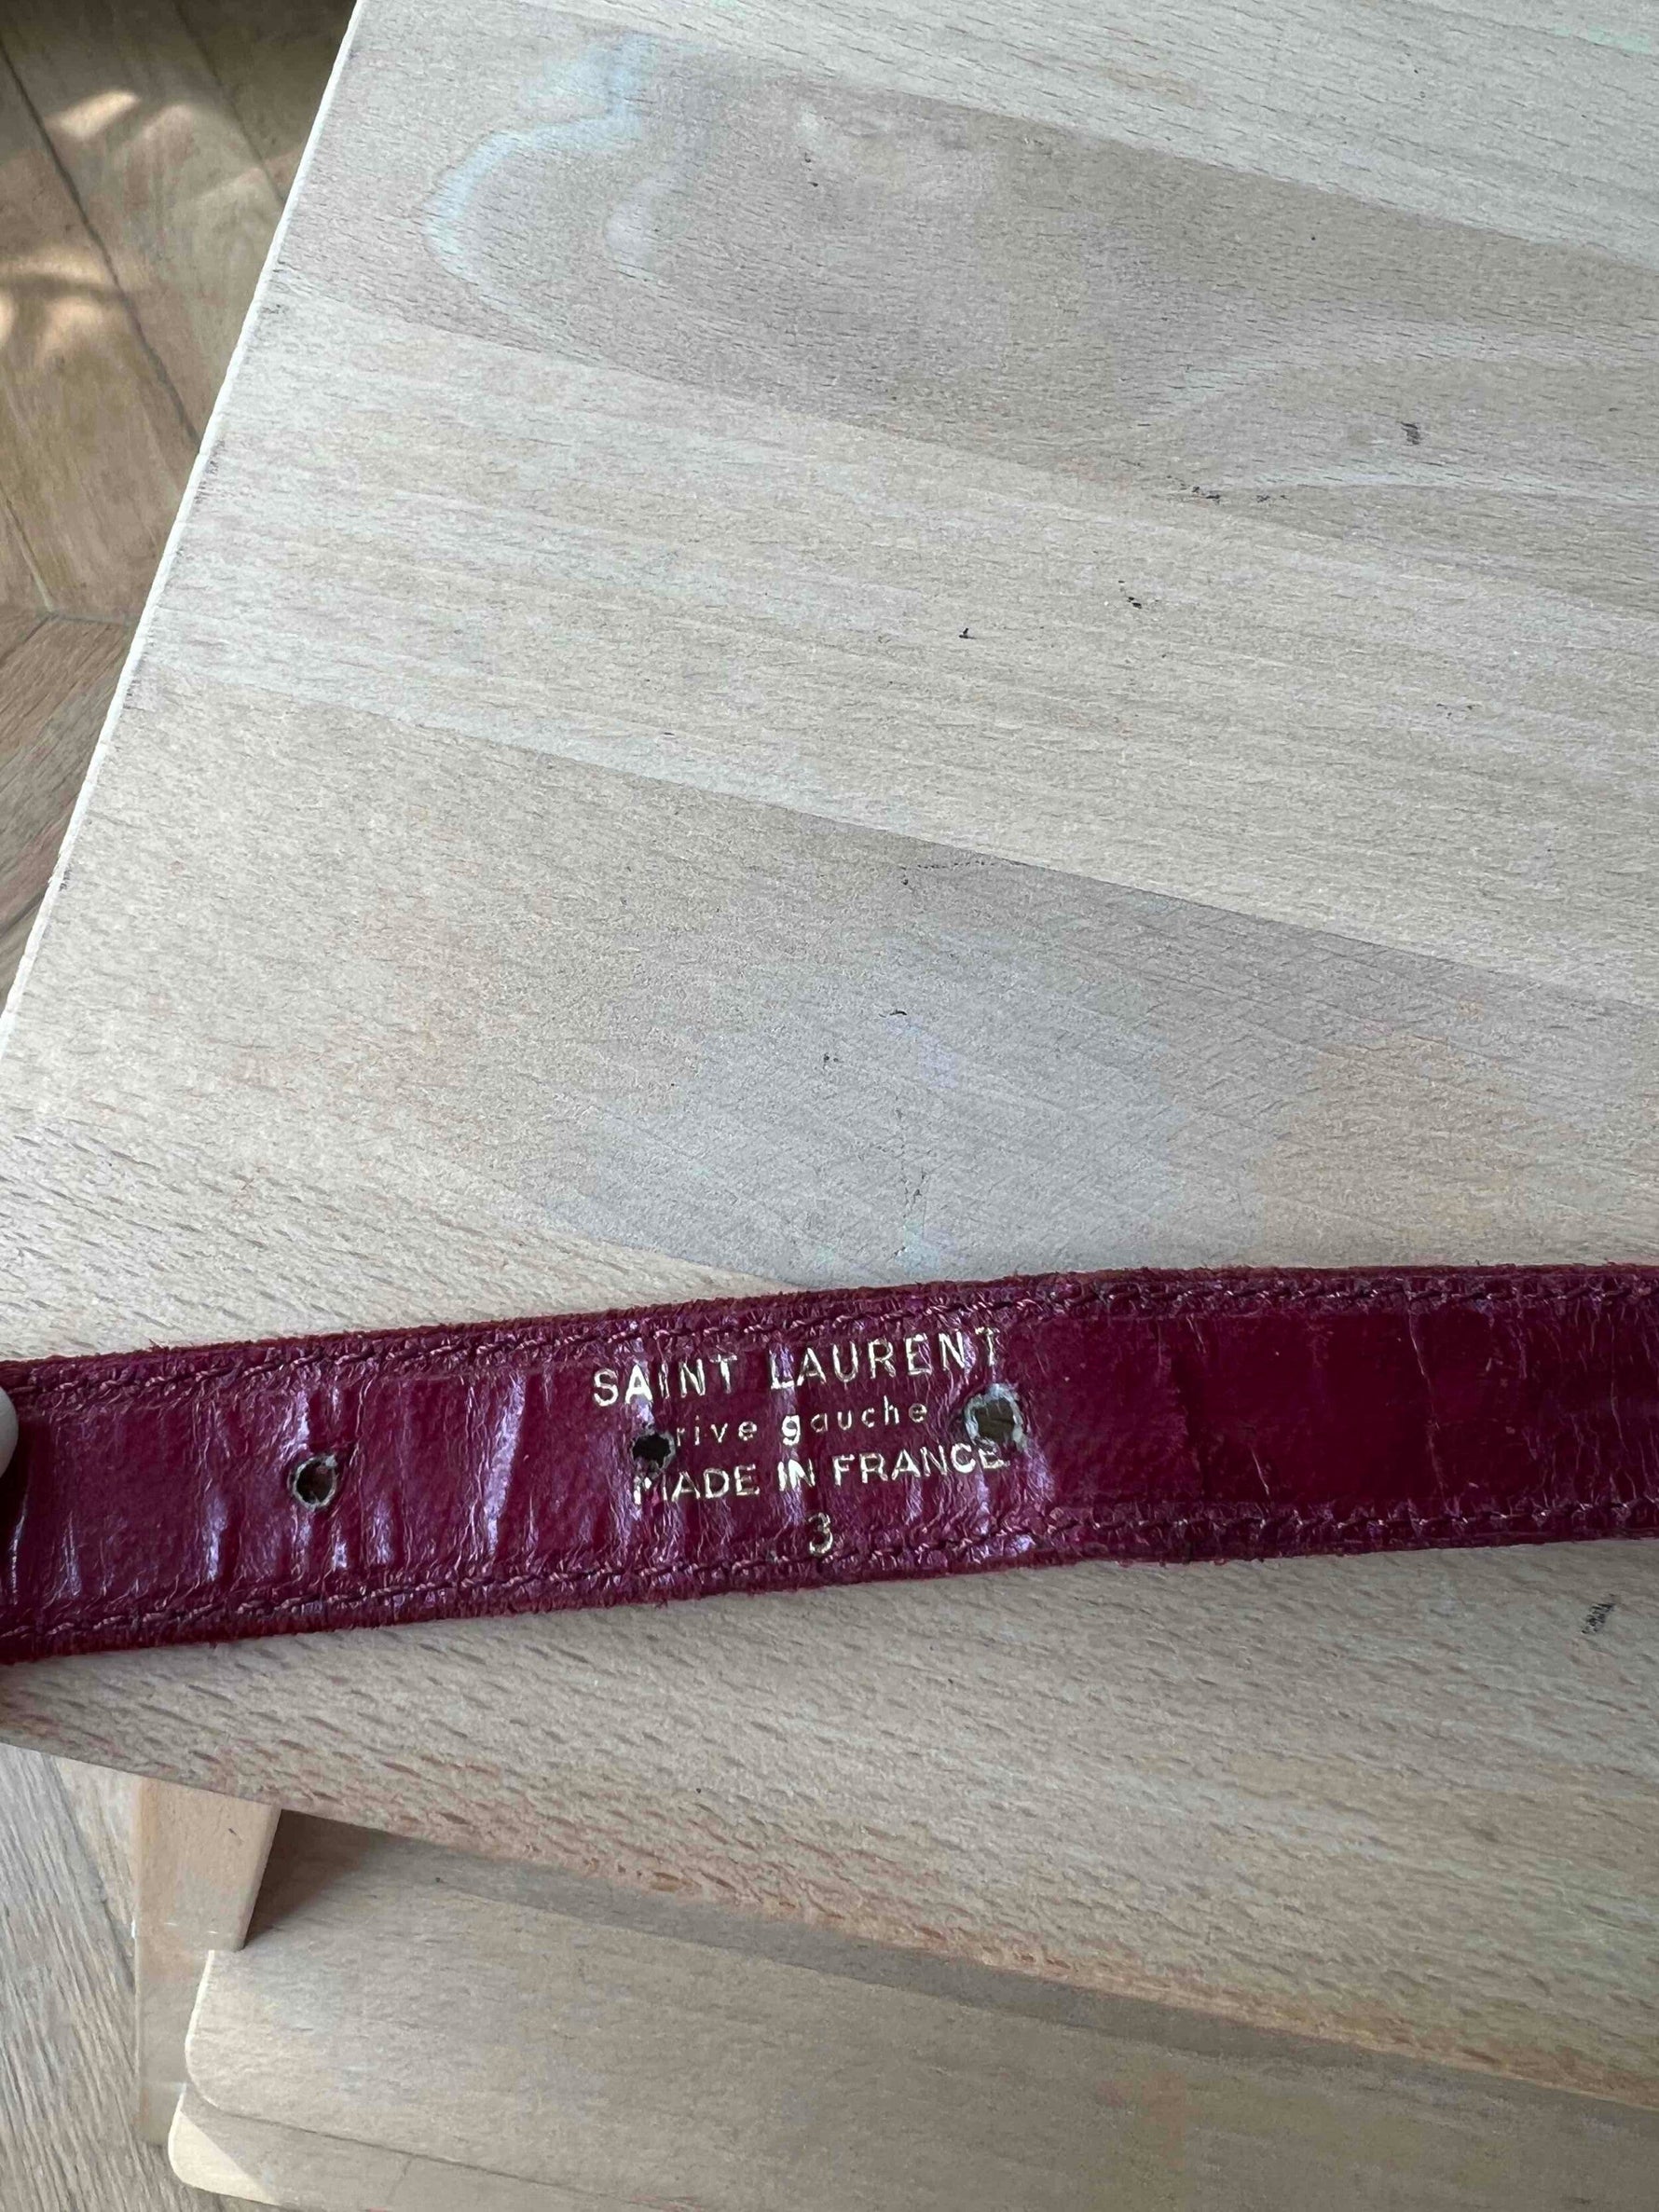 SAINT LAURENT
rive gauche
MADE IN FRANCE
3